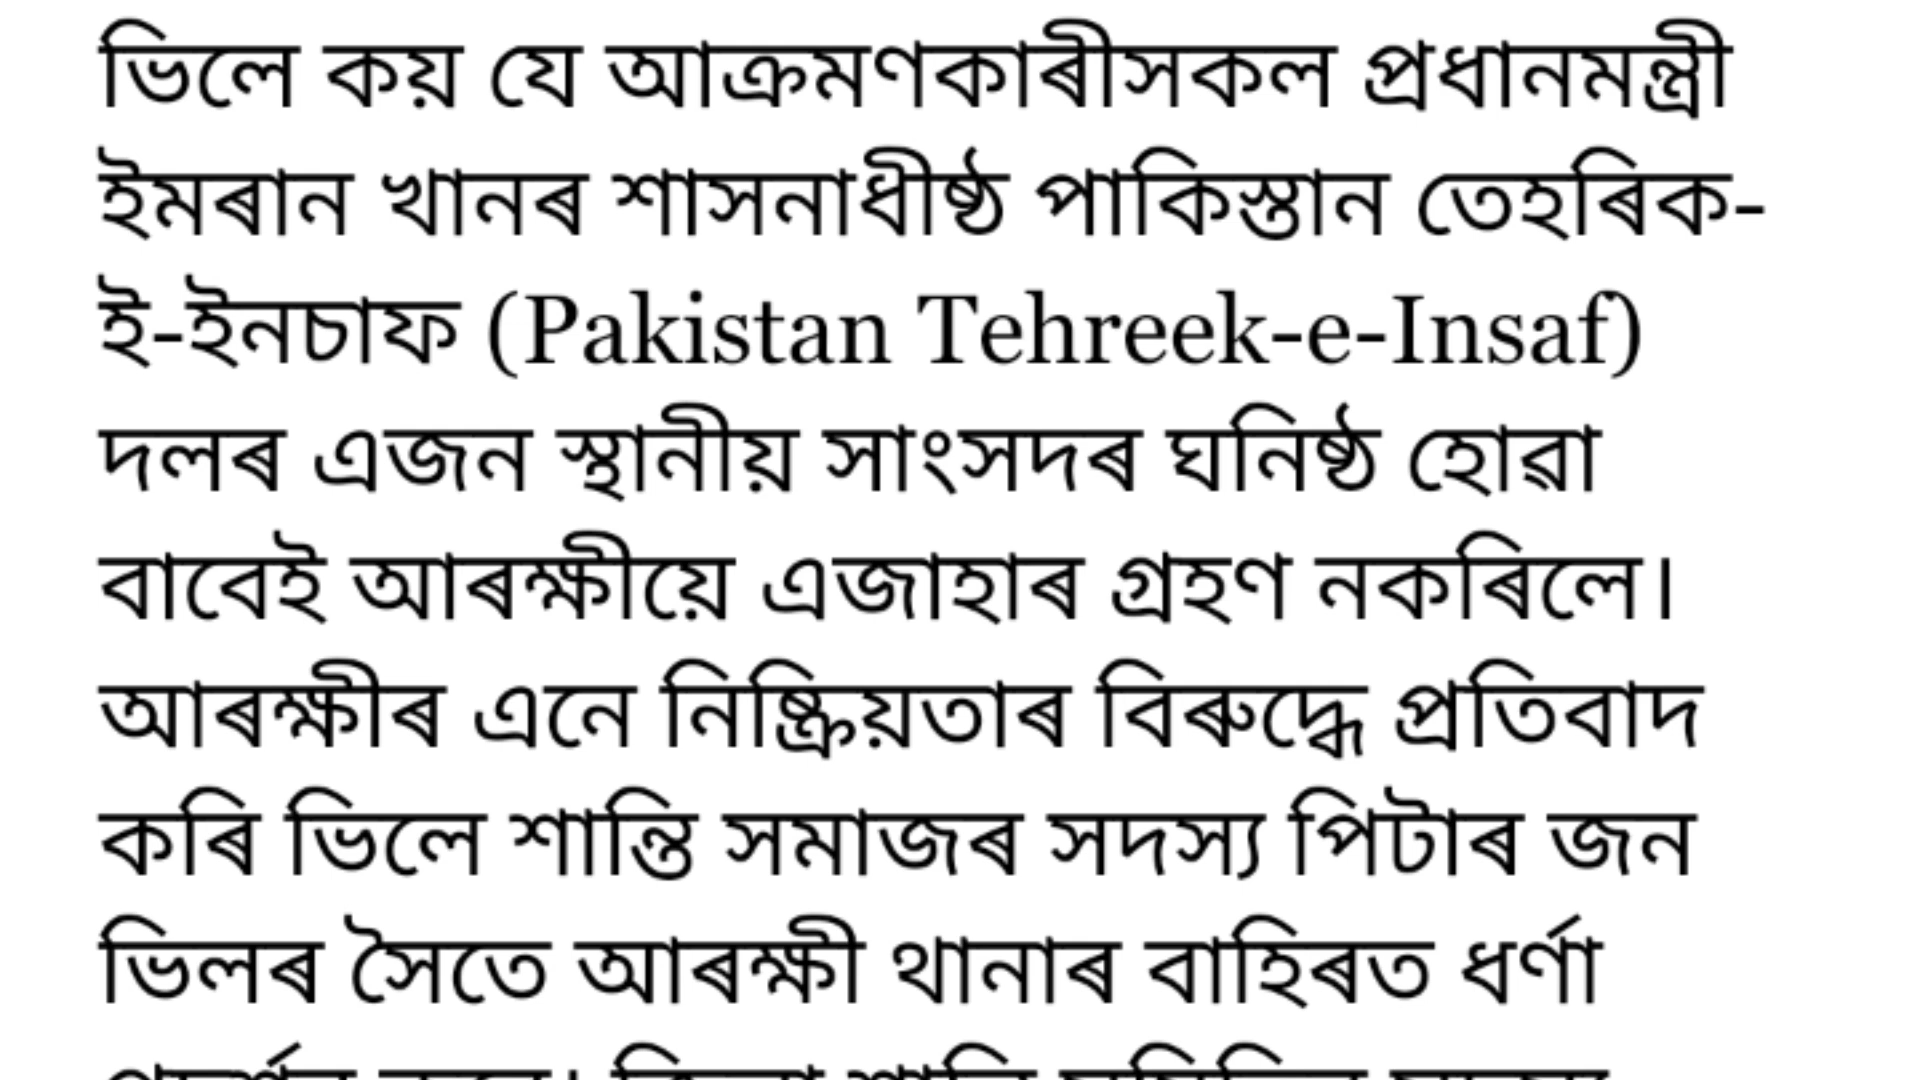 ভিলে কয় যে আক্ৰমণকাৰীসকল প্ৰধানমন্ত্ৰী
ইমৰান খানৰ শাসনাধীষ্ঠ পাকিস্তান তেহৰিক-
ই-ইনচাফ (Pakistan Tehreek-e-Insaf)
দলৰ এজন স্থানীয় সাংসদৰ ঘনিষ্ঠ হোৱা
বাবেই আৰক্ষীয়ে এজাহাৰ গ্ৰহণ নকৰিলে।
আৰক্ষীৰ এনে নিষ্ক্ৰিয়তাৰ বিৰুদ্ধে প্ৰতিবাদ
কৰি ভিলে শান্তি সমাজৰ সদস্য পিটাৰ জন
ভিলৰ সৈতে আৰক্ষী থানাৰ বাহিৰত ধৰ্ণা